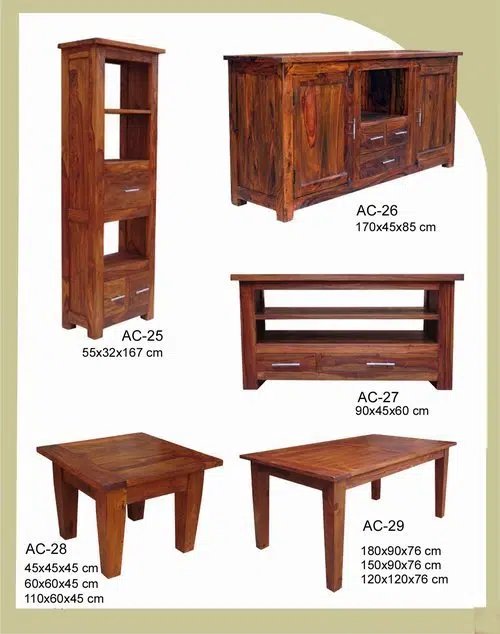 AC-26
170x45x85 cm
AC-25
55x32x167 cm
AC-27
90x45x60 cm
AC-28
45x45x45 cm
60x60x45 cm
110x60x45 cm
AC-29
180x90x76 cm
150x90x76 cm
120x120x76 cm